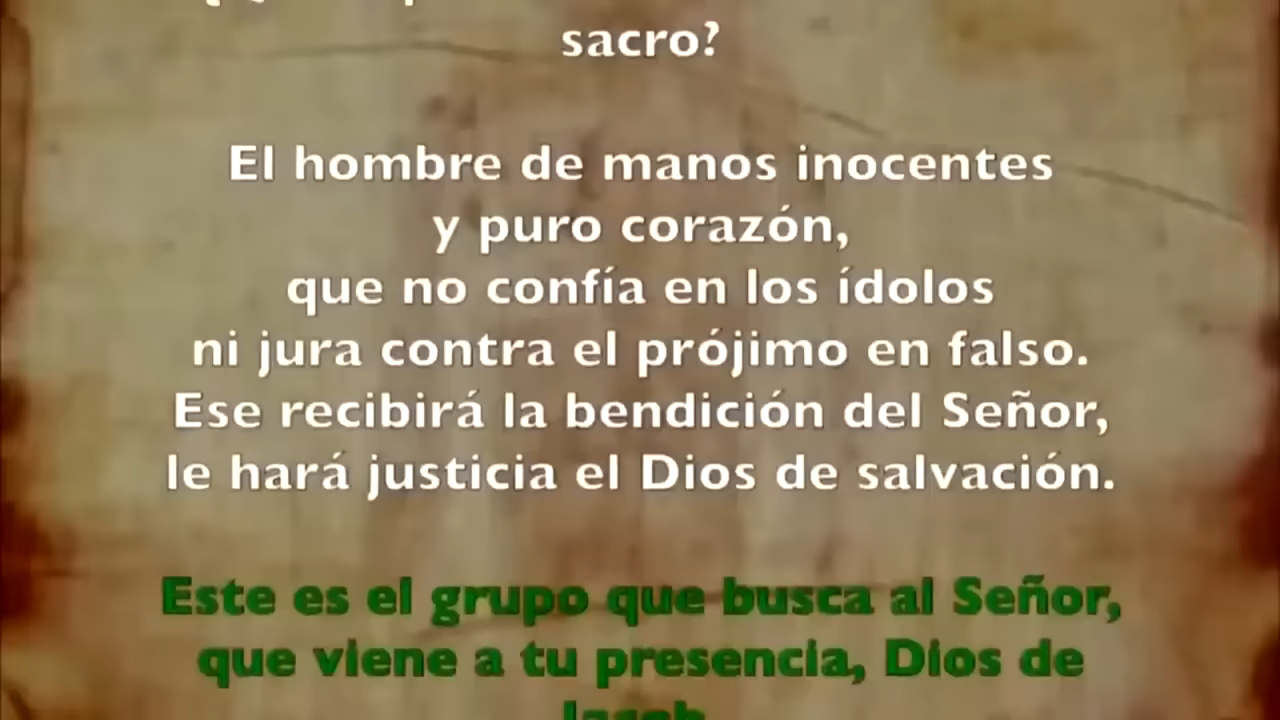 sacro?
El hombre de manos inocentes
y puro corazón,
que no confía en los ídolos
ni jura contra el prójimo en falso.
Ese recibirá la bendición del Señor,
le hará justicia el Dios de salvación.
Este es el grupo que busca al Señor,
que viene a tu presencia, Dios de